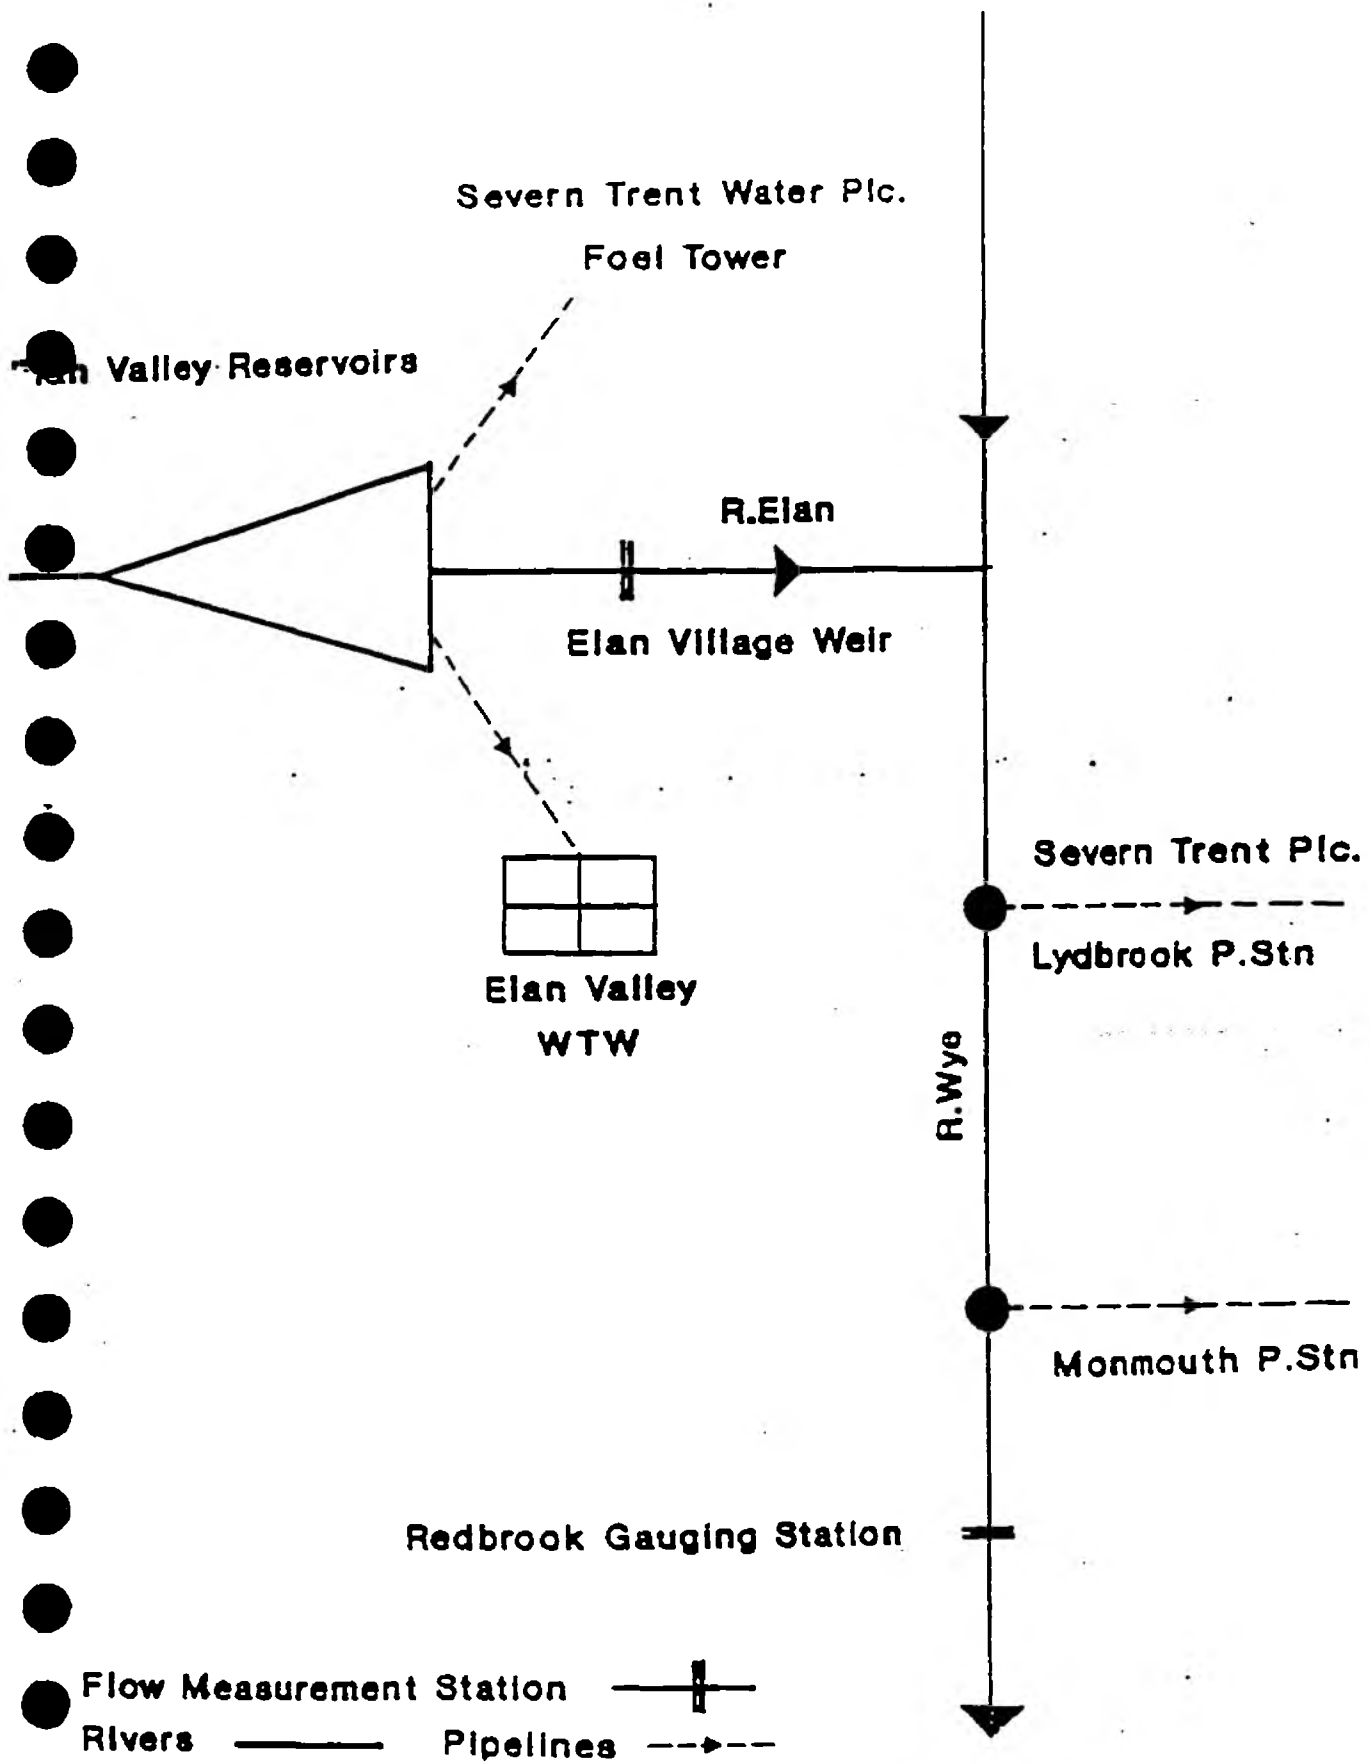 Severn Trent Water Plc.
Foel Tower
Valley Reservoirs
R.Elan
Elan Village Weir
Severn Trent Plc.
Lydbrook P.Stn
Elan Valley
WTW
R.Wye
Monmouth P.Stn
Redbrook Gauging Station
Flow Measurement Station
Rivers
Pipelines